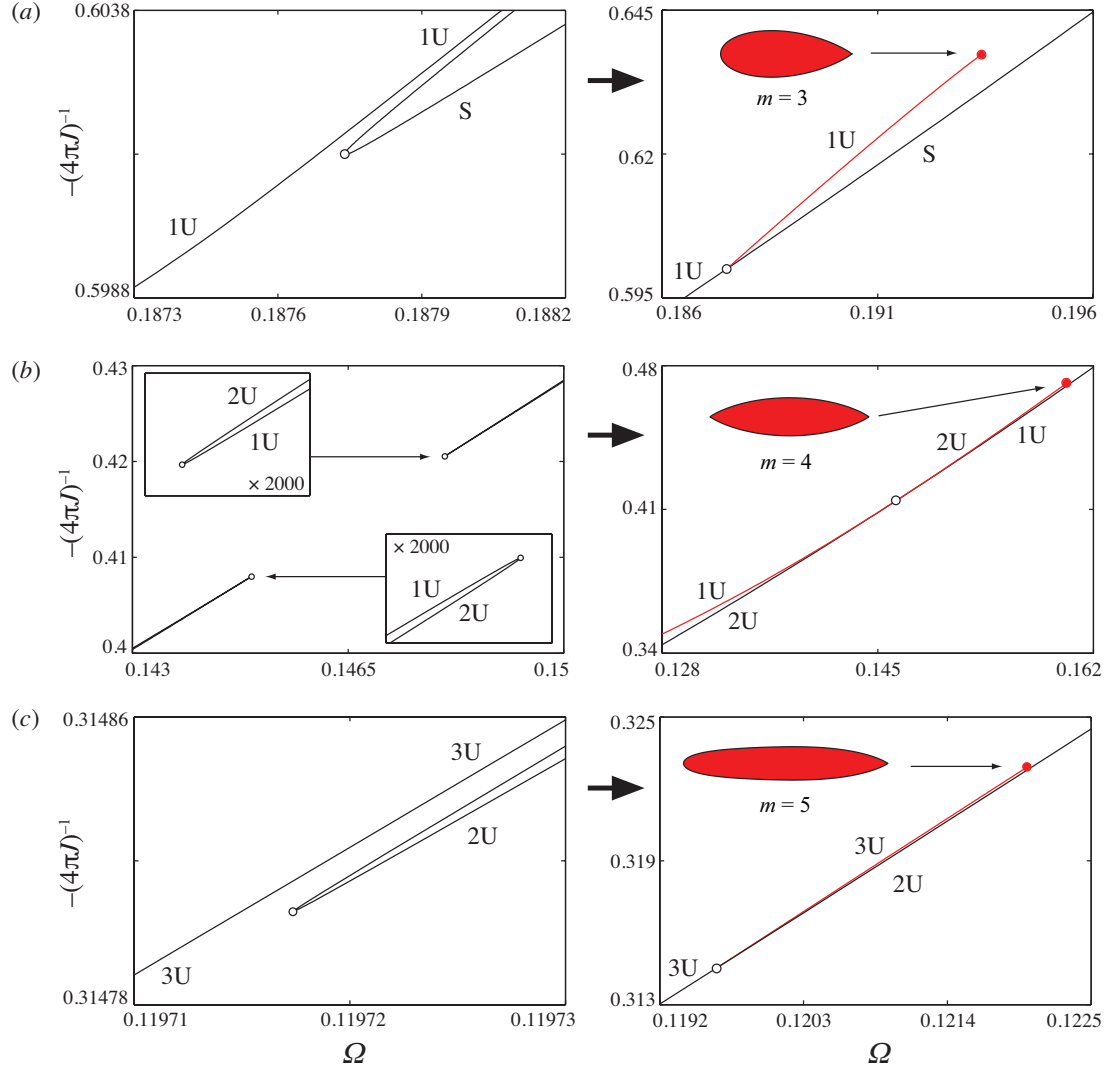 (a)
0.6038
−(4πJ)⁻¹
1U
S
1U
0.5988
0.1873
0.1876
0.1879
0.1882
0.645
m = 3
1U
S
0.62
1U
0.595
0.186
0.191
0.196
(b)
0.43
2U
1U
× 2000
0.42
−(4πJ)⁻¹
0.41
× 2000
1U
2U
0.4
0.143
0.1465
0.15
0.48
m = 4
2U
1U
0.41
1U
2U
0.34
0.128
0.145
0.162
(c)
0.31486
3U
−(4πJ)⁻¹
2U
3U
0.31478
0.11971
0.11972
0.11973
Ω
0.325
m = 5
3U
0.319
2U
3U
0.313
0.1192
0.1203
0.1214
0.1225
Ω